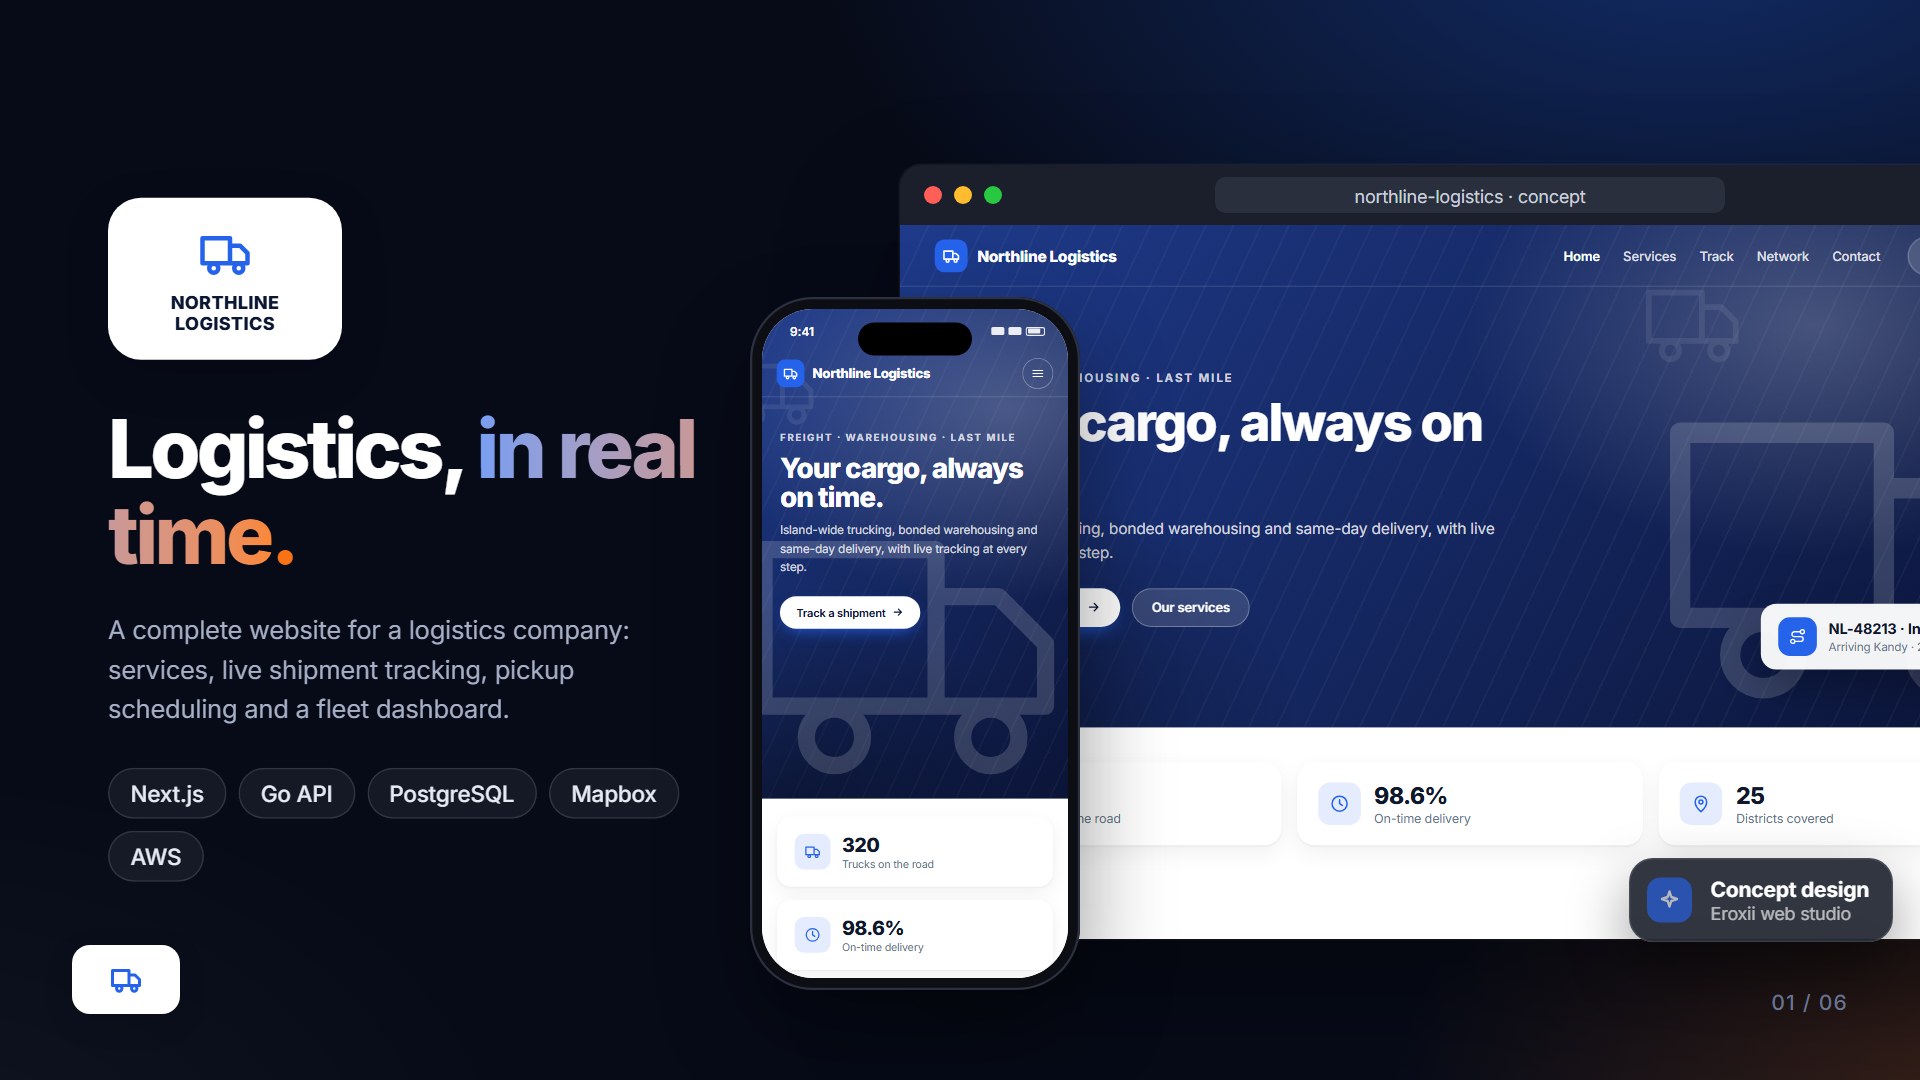 NORTHLINE
LOGISTICS
Logistics, in real
time.
A complete website for a logistics company:
services, live shipment tracking, pickup
scheduling and a fleet dashboard.
Next.js
Go API
PostgreSQL
Mapbox
AWS
9:41
Northline Logistics
FREIGHT · WAREHOUSING · LAST MILE
Your cargo, always
on time.
Island-wide trucking, bonded warehousing and
same-day delivery, with live tracking at every
step.
Track a shipment →
320
Trucks on the road
98.6%
On-time delivery
northline-logistics · concept
Northline Logistics
Home
Services
Track
Network
Contact
HOUSING · LAST MILE
cargo, always on
ing, bonded warehousing and same-day delivery, with live
step.
→
Our services
NL-48213 · In
Arriving Kandy · 2
he road
98.6%
On-time delivery
25
Districts covered
Concept design
Eroxii web studio
01 / 06